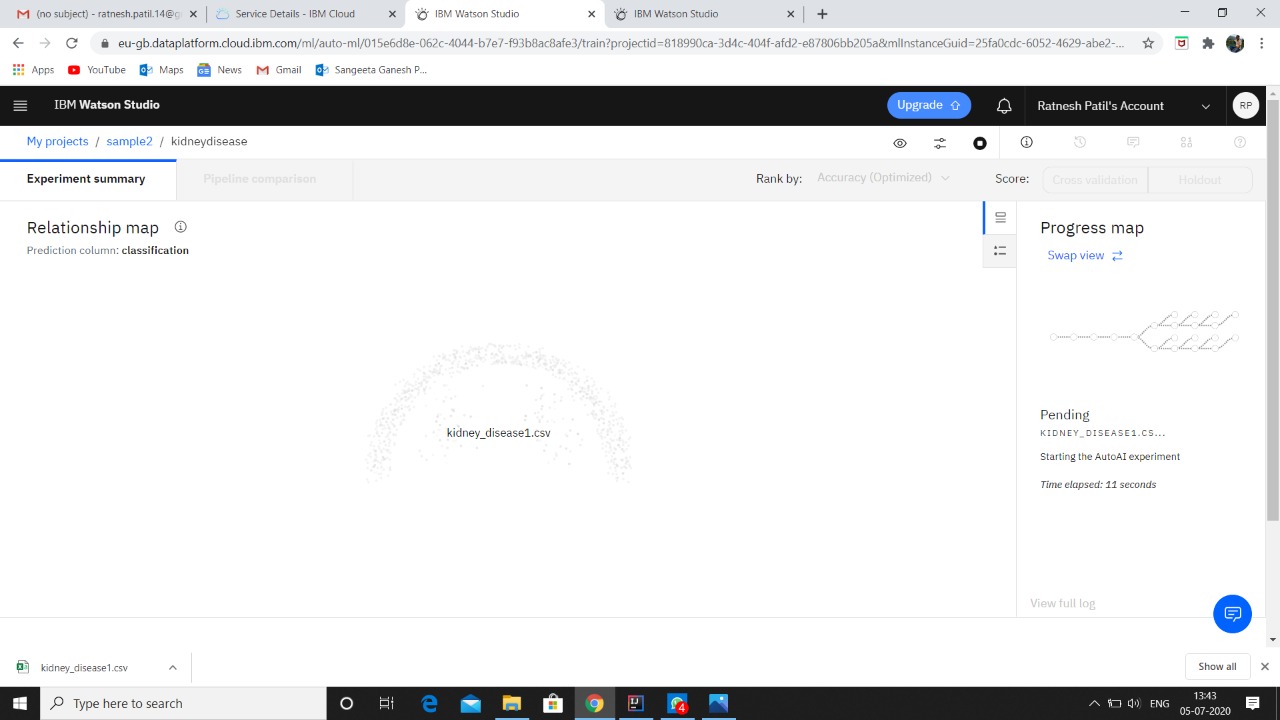 (no subject) - ratnesh.patil.14@g
Service Details - IBM Cloud
IBM Watson Studio
IBM Watson Studio
eu-gb.dataplatform.cloud.ibm.com/ml/auto-ml/015e6d8e-062c-4044-b7e7-f93b8ac8afe3/train?projectid=818990ca-3d4c-404f-afd2-e87806bb205a&mlInstanceGuid=25fa0cdc-6052-4629-abe2-...
Apps YouTube Maps News Gmail Sangeeta Ganesh P...
IBM Watson Studio Upgrade Ratnesh Patil's Account RP
My projects / sample2 / kidneydisease
Experiment summary Pipeline comparison Rank by: Accuracy (Optimized) Score: Cross validation Holdout
Relationship map
Prediction column: classification
kidney_disease1.csv
Progress map
Swap view
Pending
KIDNEY_DISEASE1.CS...
Starting the AutoAI experiment
Time elapsed: 11 seconds
View full log
kidney_disease1.csv
Show all
Type here to search
4
ENG
13:43
05-07-2020